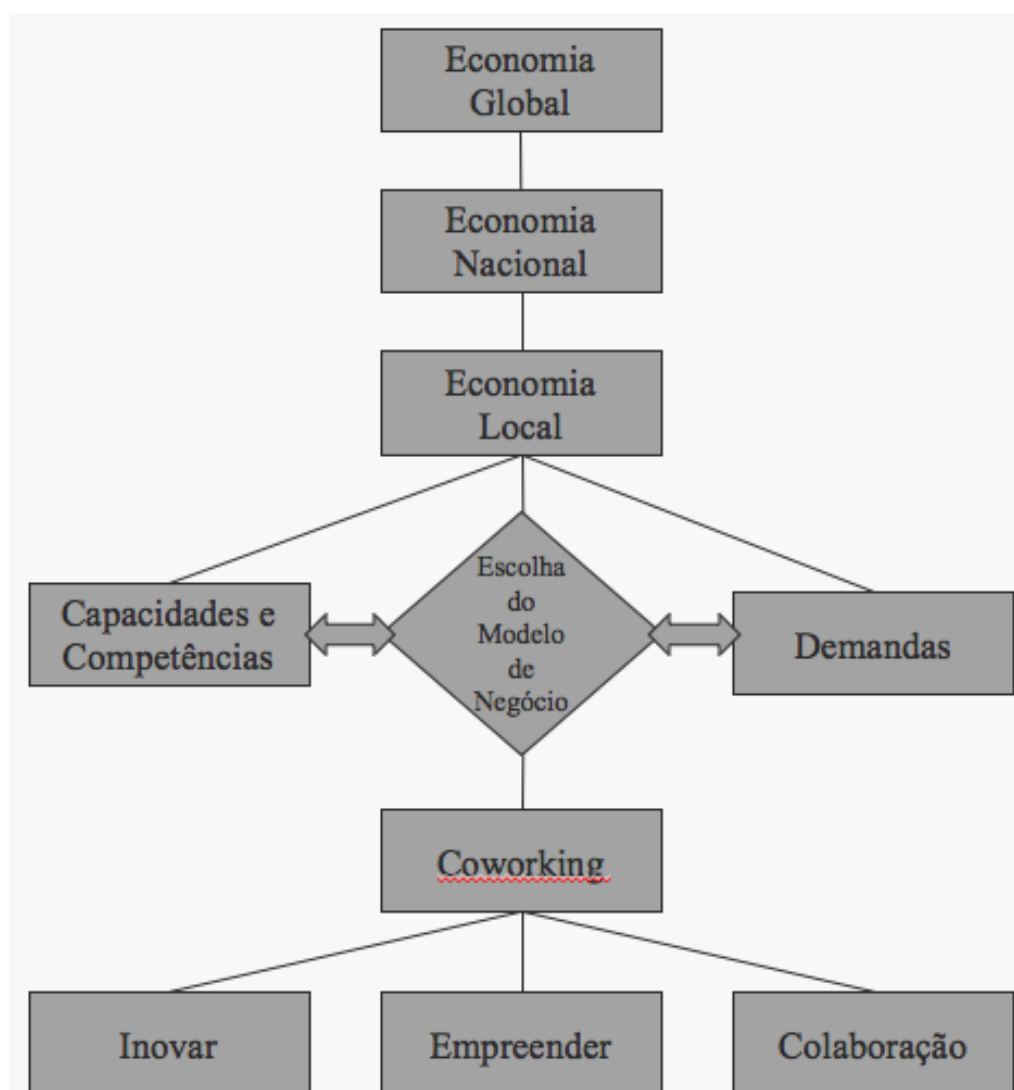 Economia
Global
Economia
Nacional
Economia
Local
Escolha
do
Modelo
de
Negócio
Capacidades e
Competências
Demandas
Coworking
Inovar
Empreender
Colaboração